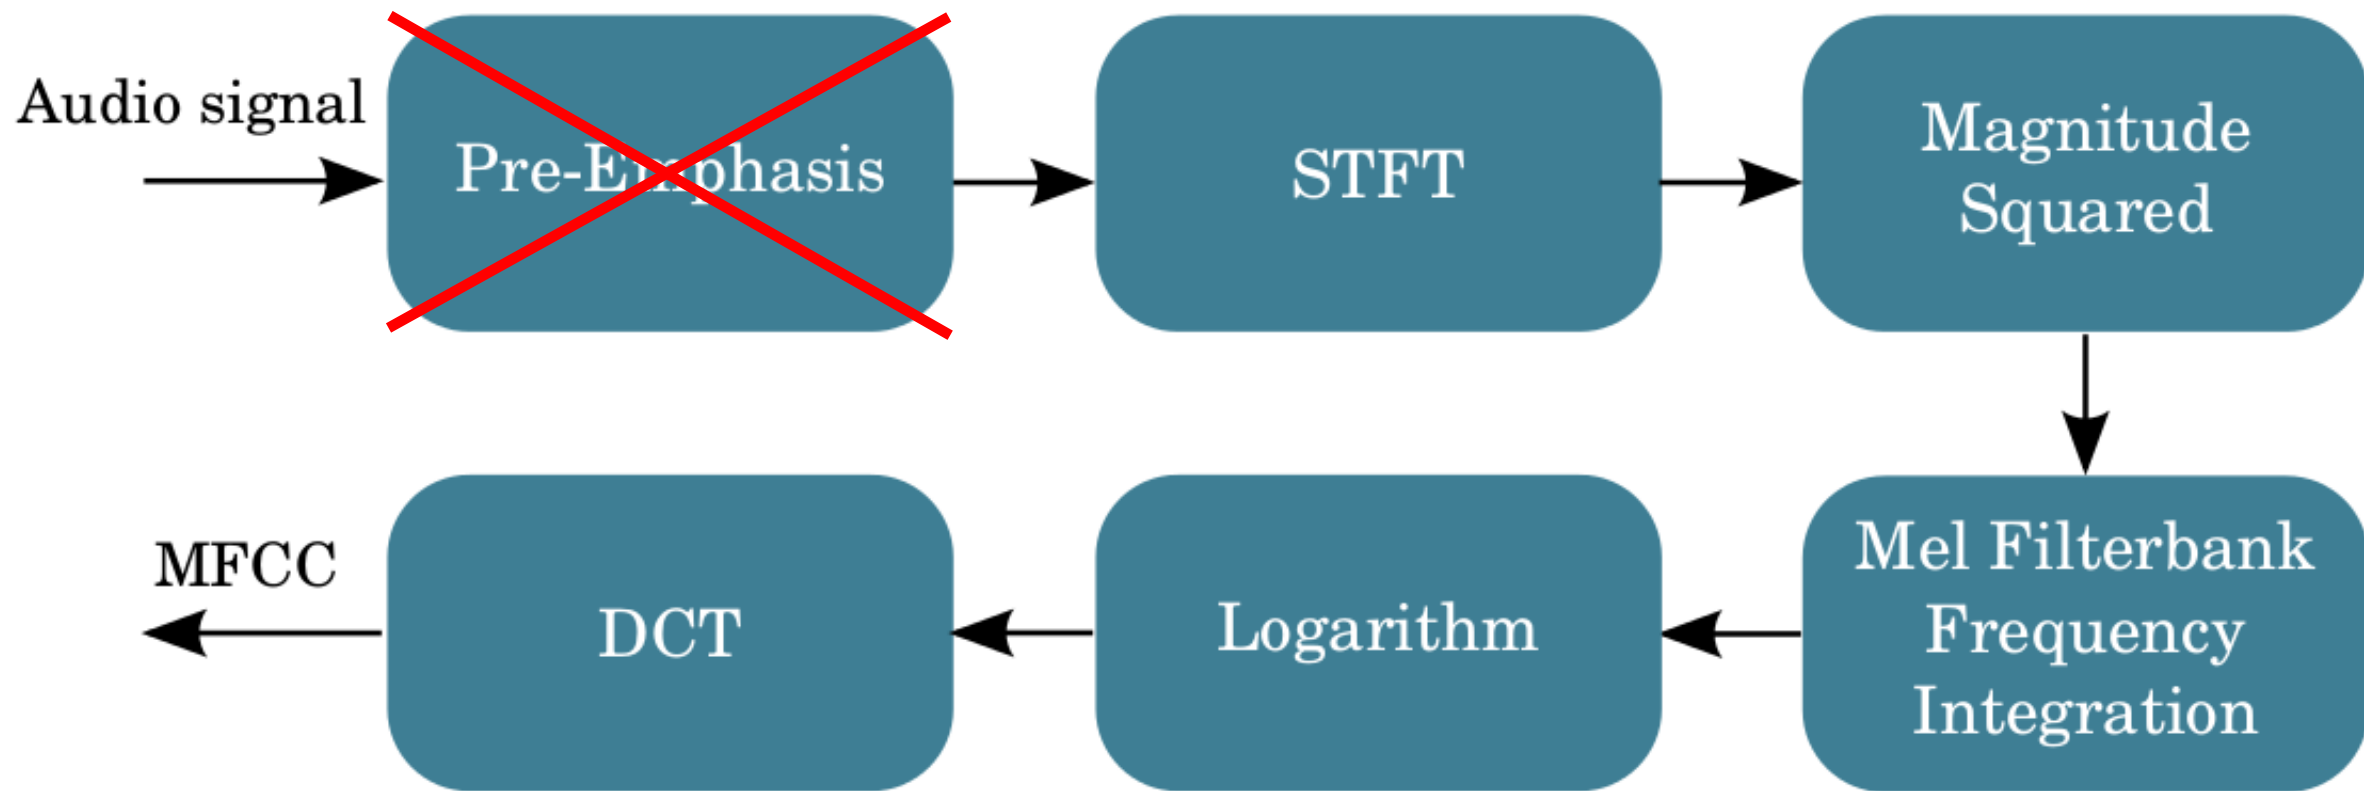 Audio signal
Pre-Emphasis
STFT
Magnitude
Squared
Mel Filterbank
Frequency
Integration
Logarithm
DCT
MFCC